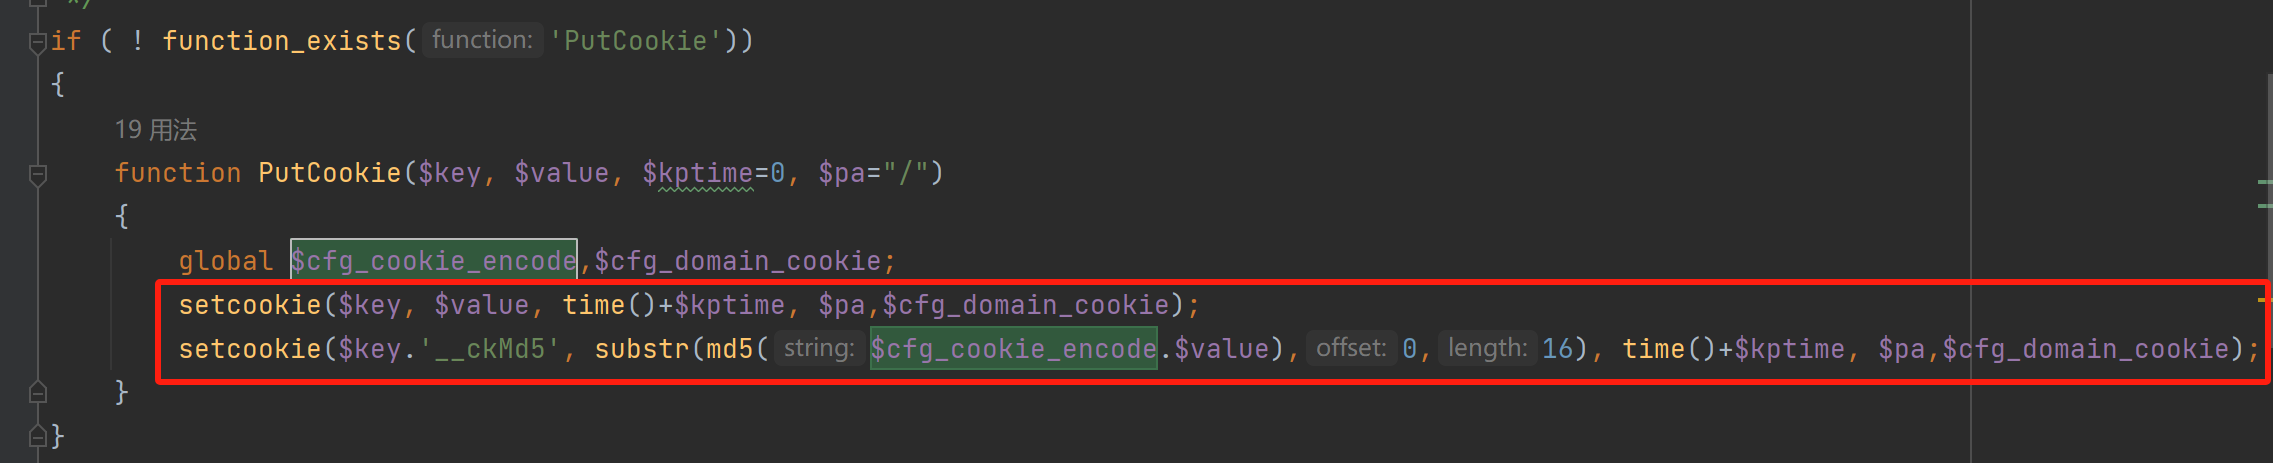 */
if ( ! function_exists( function: 'PutCookie'))
{
19 用法
function PutCookie($key, $value, $kptime=0, $pa="/")
{
global $cfg_cookie_encode,$cfg_domain_cookie;
setcookie($key, $value, time()+$kptime, $pa,$cfg_domain_cookie);
setcookie($key.'__ckMd5', substr(md5( string: $cfg_cookie_encode.$value), offset: 0, length: 16), time()+$kptime, $pa,$cfg_domain_cookie);
}
}